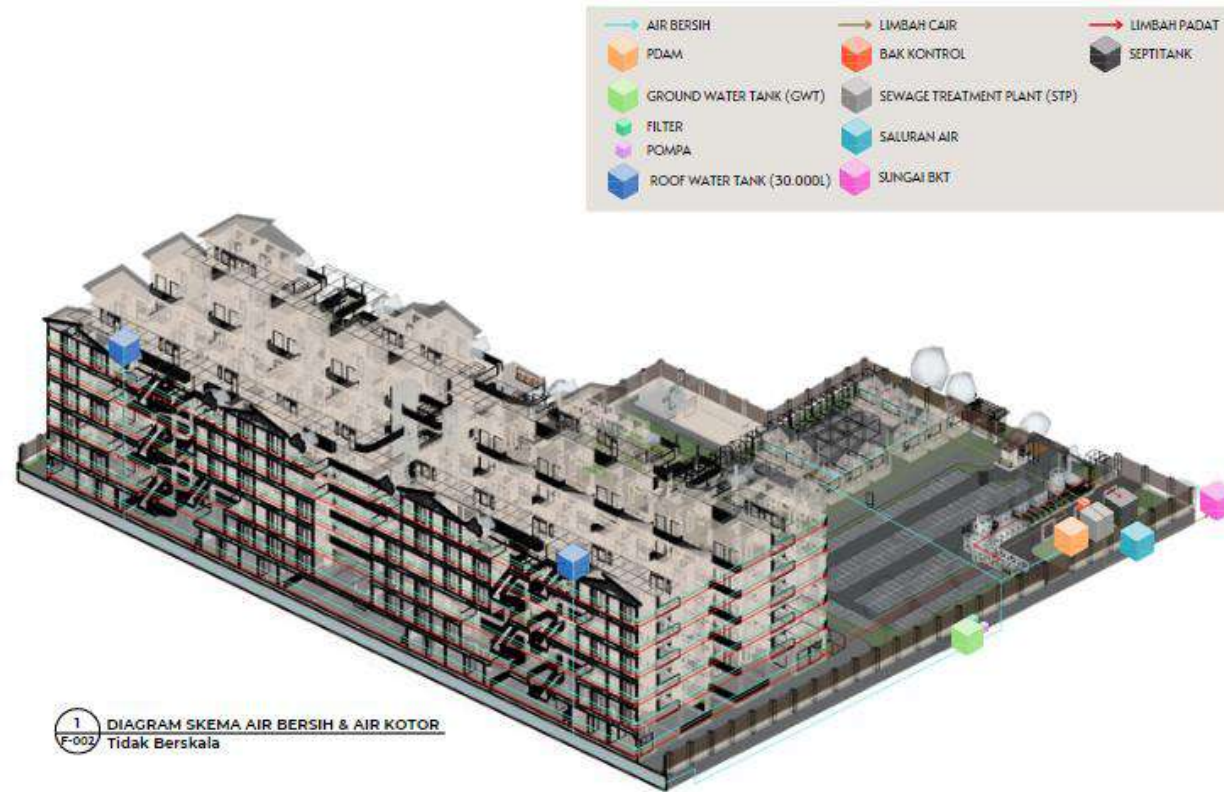 AIR BERSIH
LIMBAH CAIR
LIMBAH PADAT
PDAM
BAK KONTROL
SEPTITANK
GROUND WATER TANK (GWT)
SEWAGE TREATMENT PLANT (STP)
FILTER
SALURAN AIR
POMPA
ROOF WATER TANK (30.000L)
SUNGAI BKT
1
F-002
DIAGRAM SKEMA AIR BERSIH & AIR KOTOR
Tidak Berskala